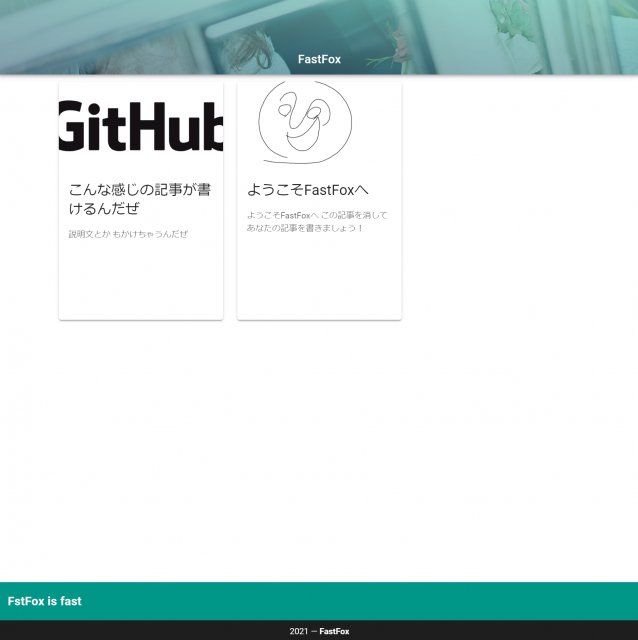 FastFox
GitHub
こんな感じの記事が書
けるんだぜ
説明文とか もかけちゃうんだぜ
ようこそFastFoxへ
ようこそFastFoxへ この記事を消して
あなたの記事を書きましょう！
FstFox is fast
2021 — FastFox